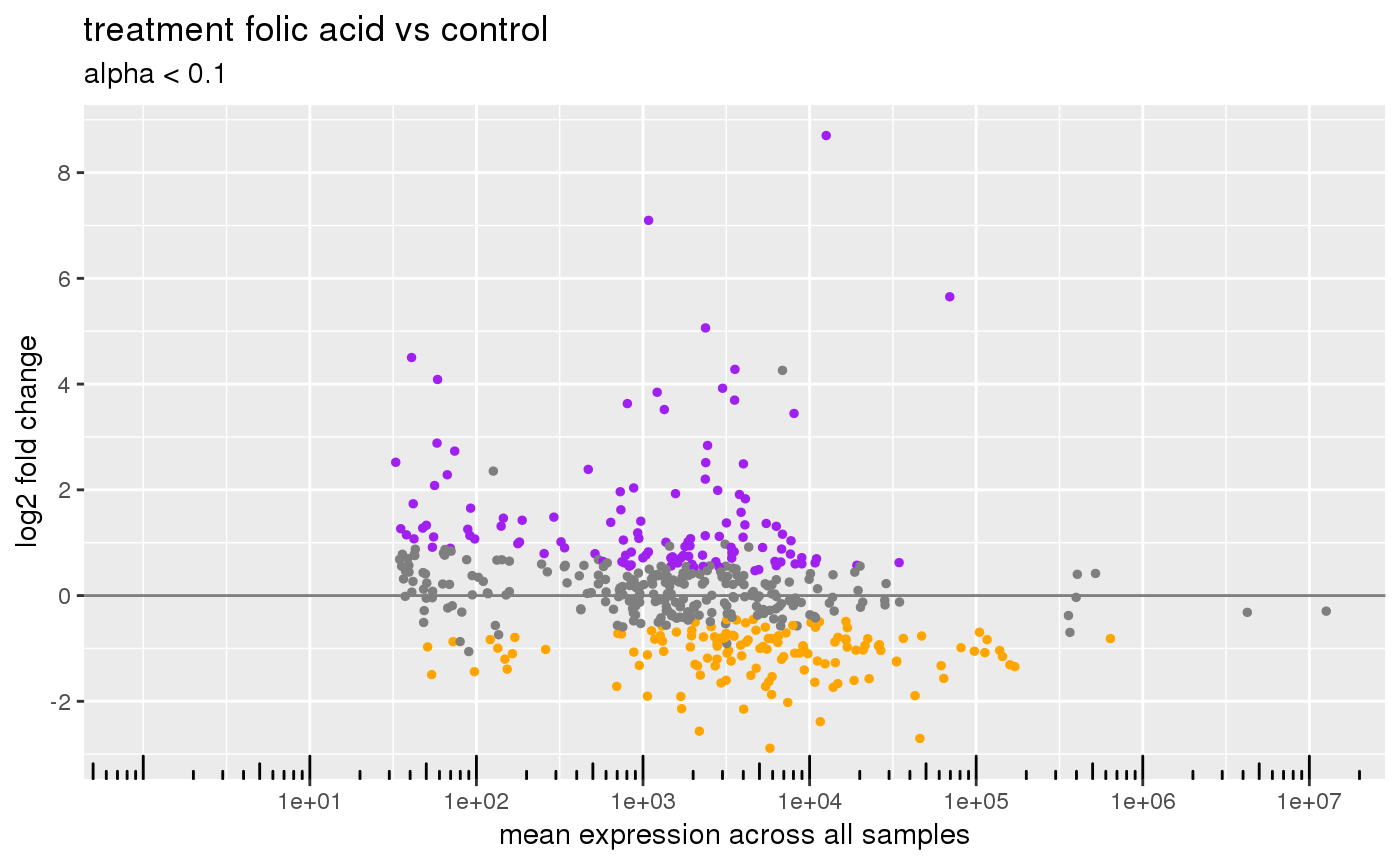 treatment folic acid vs control
alpha < 0.1
log2 fold change
8
6
4
2
0
-2
1e+01
1e+02
1e+03
1e+04
1e+05
1e+06
1e+07
mean expression across all samples